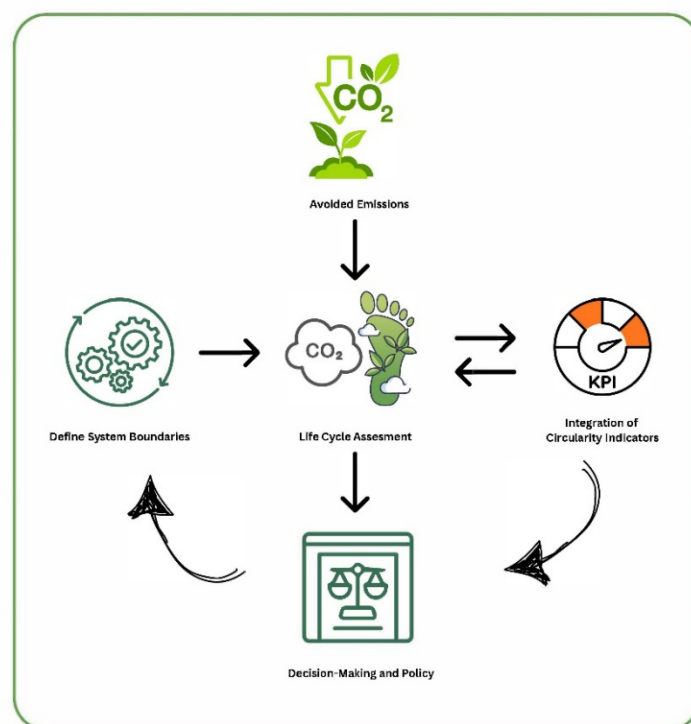 CO2
Avoided Emissions
CO2
KPI
Define System Boundaries
Life Cycle Assesment
Integration of
Circularity Indicators
Decision-Making and Policy